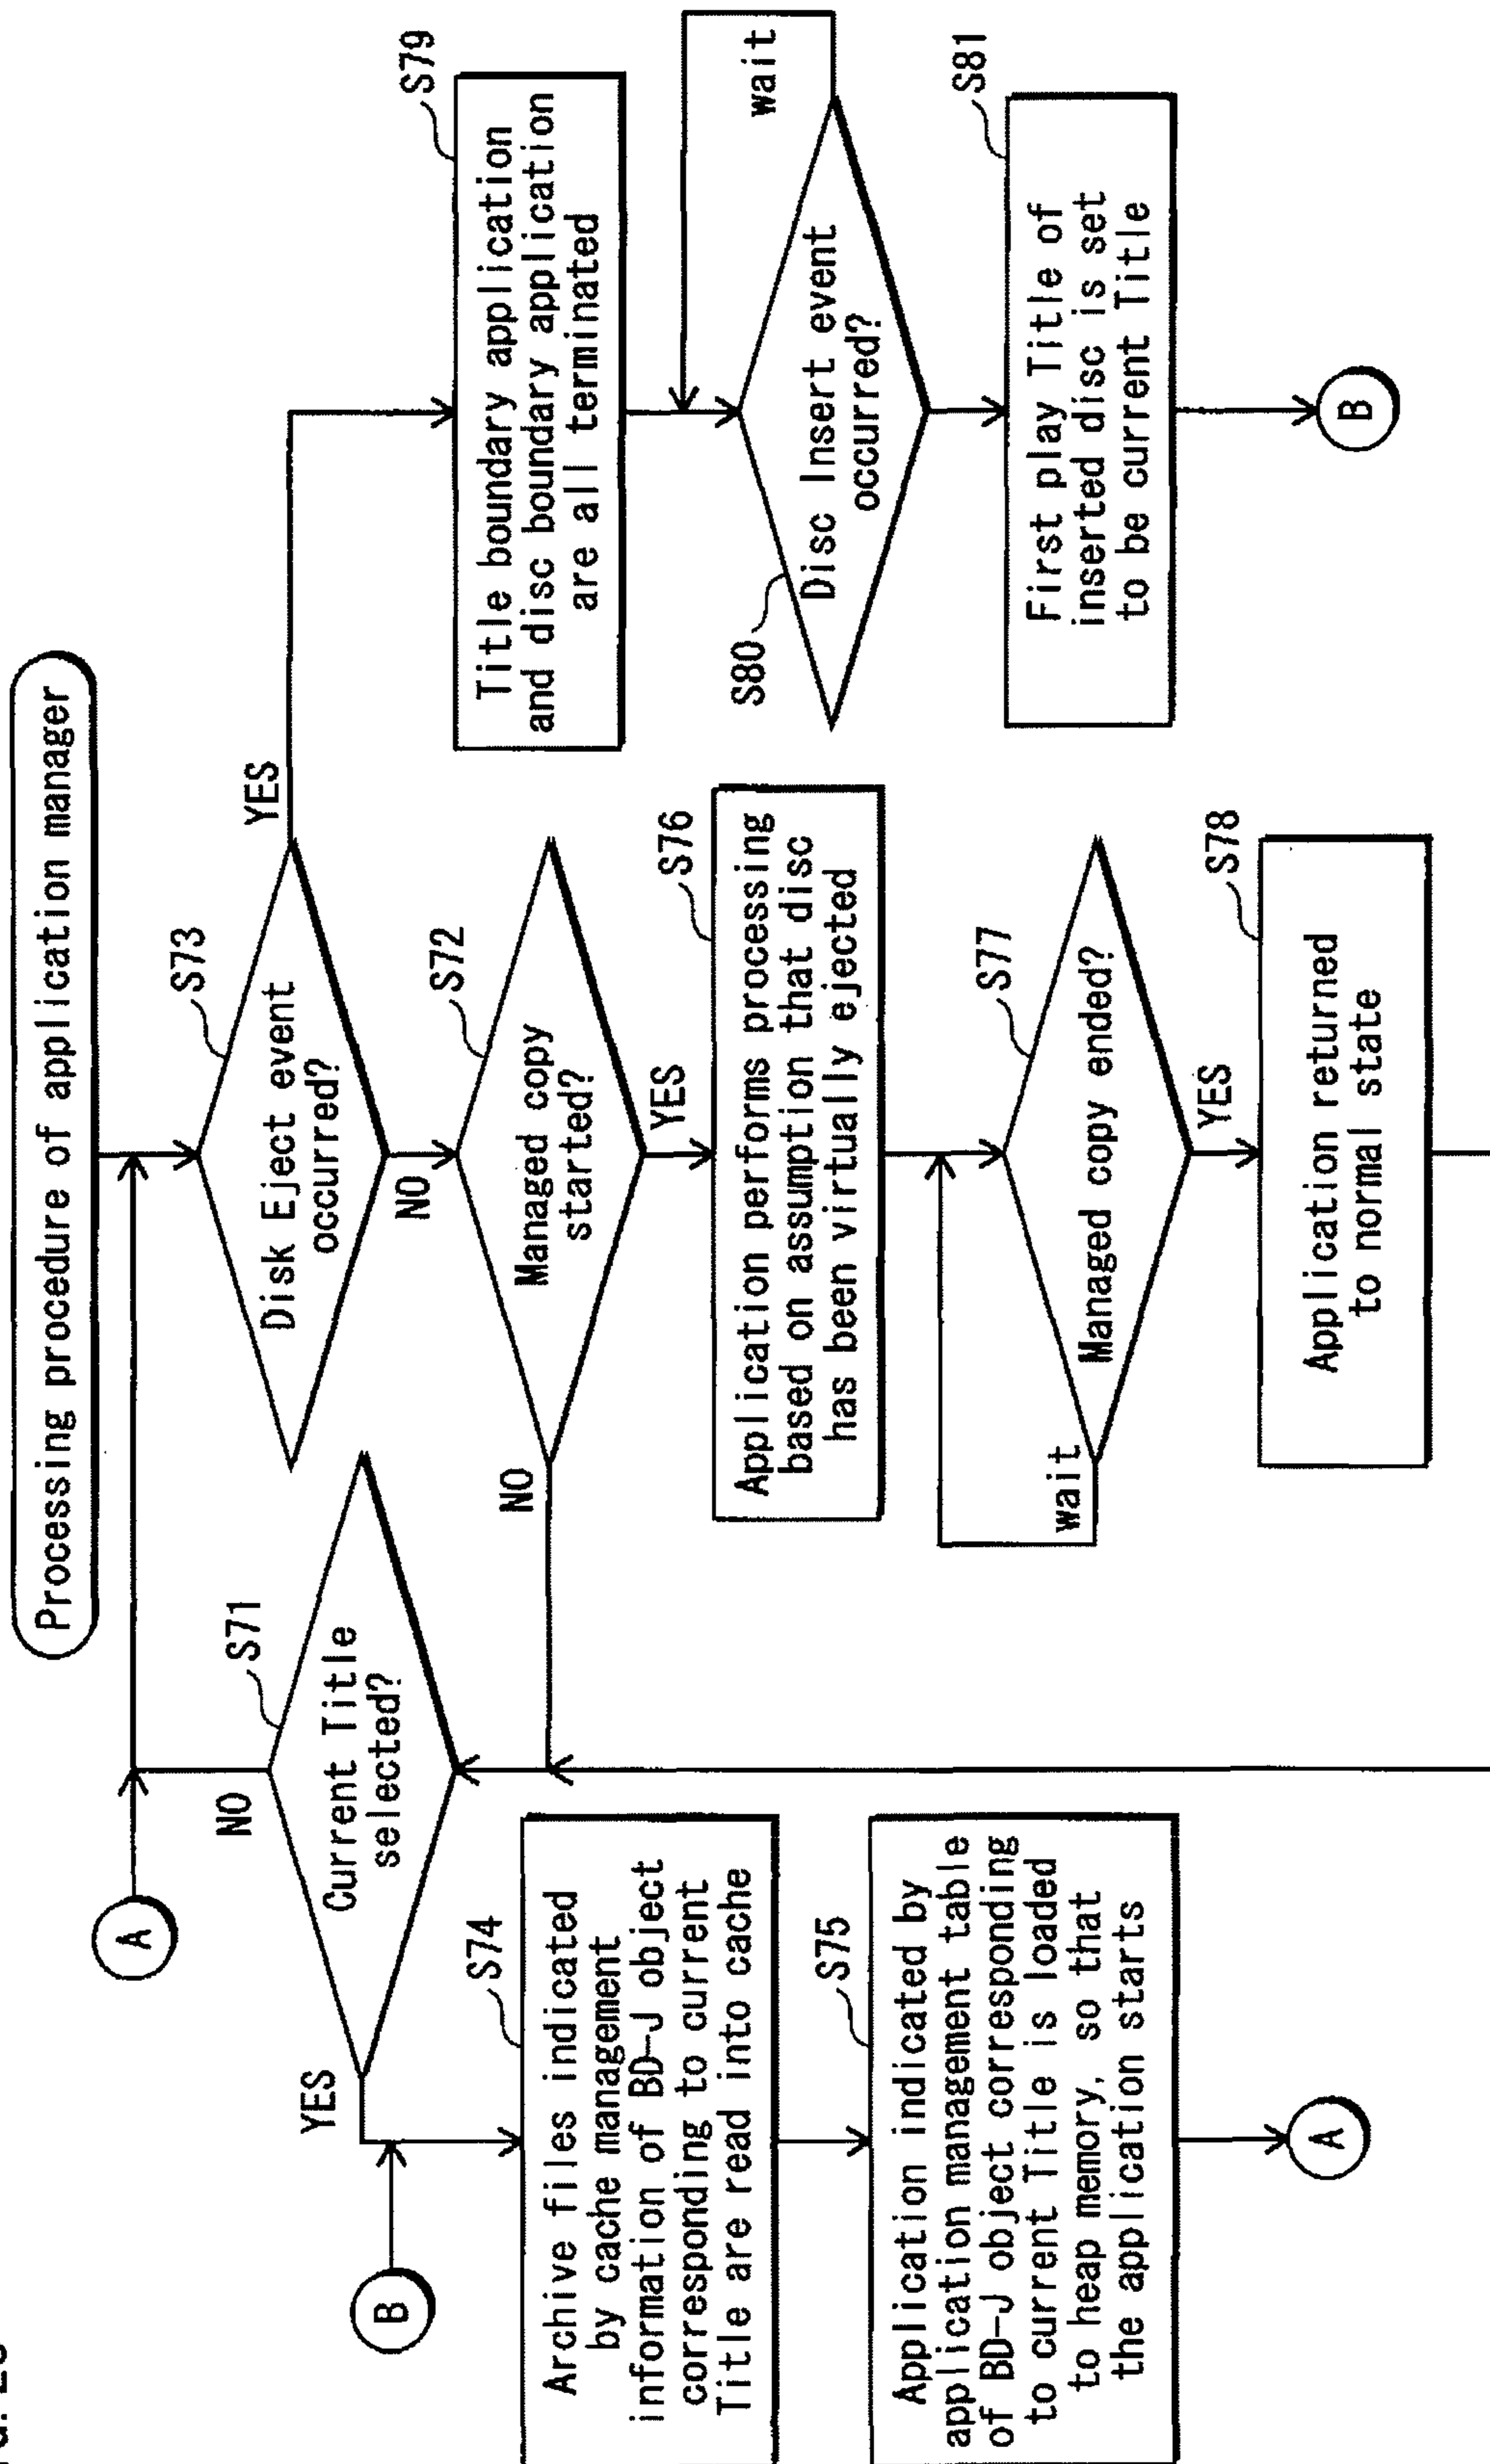 Processing procedure of application manager
A
NO
S71
Current Title
selected?
YES
B
S74
Archive files indicated
by cache management
information of BD-J object
corresponding to current
Title are read into cache
S75
Application indicated by
application management table
of BD-J object corresponding
to current Title is loaded
to heap memory, so that
the application starts
A
S73
Disk Eject event
occurred?
YES
NO
S72
Managed copy
started?
NO
YES
S76
Application performs processing
based on assumption that disc
has been virtually ejected
S77
Managed copy ended?
wait
YES
S78
Application returned
to normal state
S79
Title boundary application
and disc boundary application
are all terminated
wait
S80
Disc Insert event
occurred?
S81
First play Title of
inserted disc is set
to be current Title
B